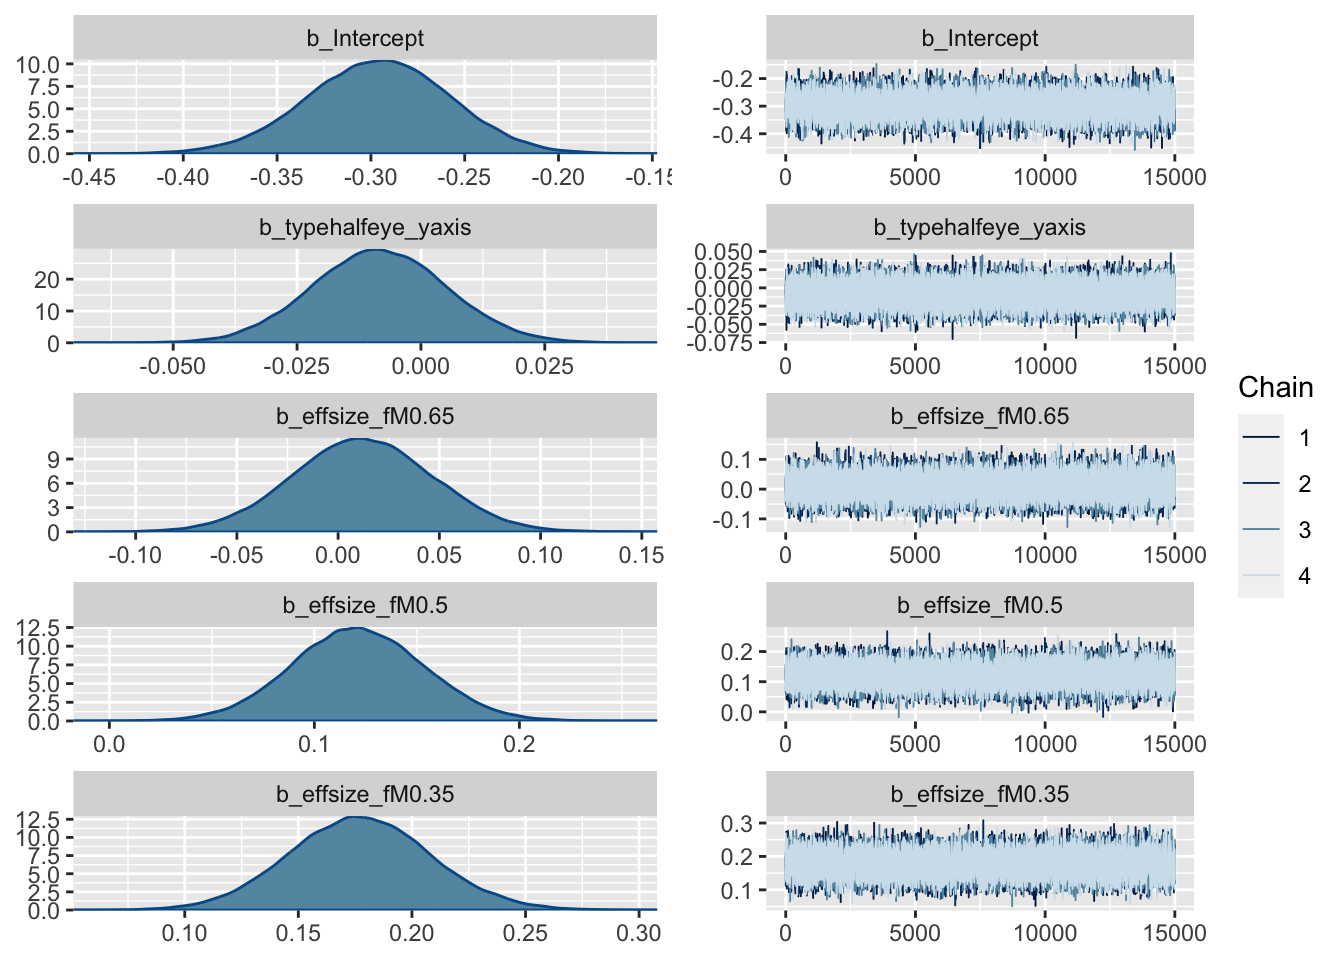 b_Intercept b_Intercept
10.0
7.5
5.0
2.5
0.0
-0.45 -0.40 -0.35 -0.30 -0.25 -0.20 -0.15
-0.2
-0.3
-0.4
0 5000 10000 15000
b_typehalfeye_yaxis b_typehalfeye_yaxis
20
10
0
-0.050 -0.025 0.000 0.025
0.050
0.025
0.000
-0.025
-0.050
-0.075
0 5000 10000 15000
b_effsize_fM0.65 b_effsize_fM0.65
9
6
3
0
-0.10 -0.05 0.00 0.05 0.10 0.15
0.1
0.0
-0.1
0 5000 10000 15000
b_effsize_fM0.5 b_effsize_fM0.5
12.5
10.0
7.5
5.0
2.5
0.0
0.0 0.1 0.2
0.2
0.1
0.0
0 5000 10000 15000
b_effsize_fM0.35 b_effsize_fM0.35
12.5
10.0
7.5
5.0
2.5
0.0
0.10 0.15 0.20 0.25 0.30
0.3
0.2
0.1
0 5000 10000 15000
Chain
1
2
3
4